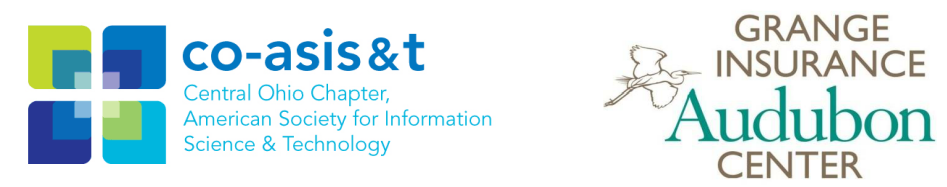 co-asis&t
Central Ohio Chapter,
American Society for Information
Science & Technology
GRANGE
INSURANCE
Audubon
CENTER